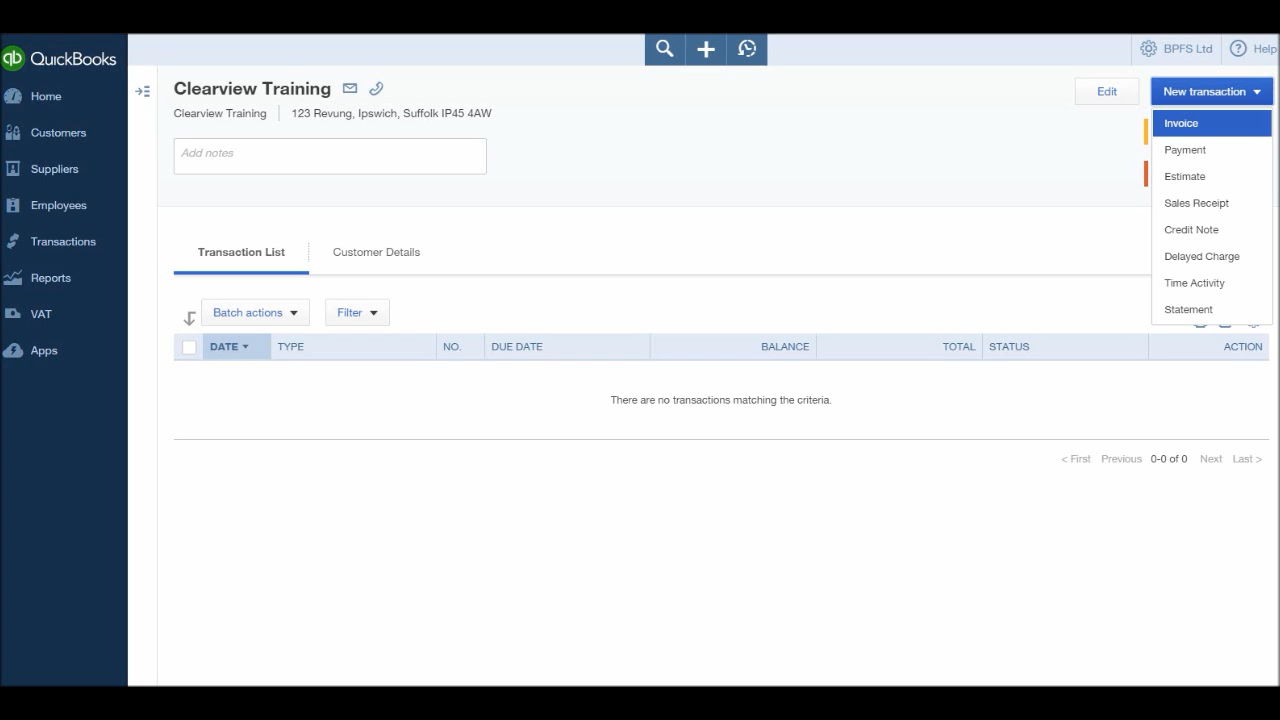 qb QuickBooks
BPFS Ltd
Help
Home
Customers
Suppliers
Employees
Transactions
Reports
VAT
Apps
Clearview Training
Clearview Training
123 Revung, Ipswich, Suffolk IP45 4AW
Add notes
Edit
New transaction
Invoice
Payment
Estimate
Sales Receipt
Credit Note
Delayed Charge
Time Activity
Statement
Transaction List
Customer Details
Batch actions
Filter
DATE TYPE NO. DUE DATE BALANCE TOTAL STATUS ACTION
There are no transactions matching the criteria.
< First Previous 0-0 of 0 Next Last >